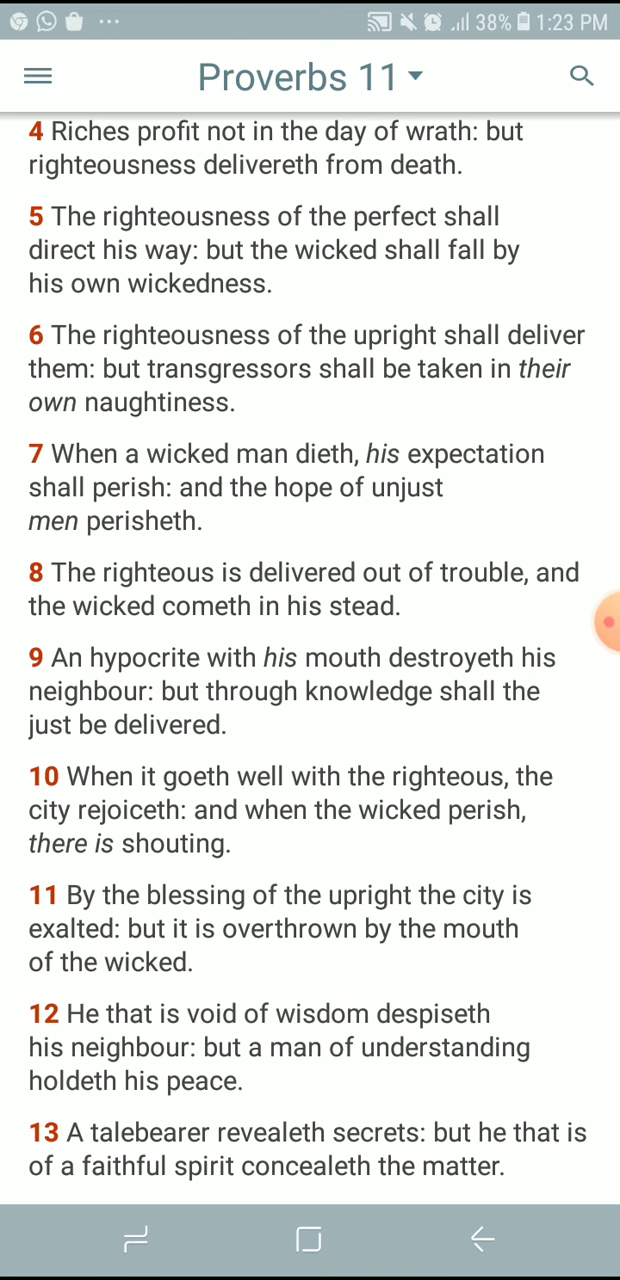 38% 1:23 PM
Proverbs 11
4 Riches profit not in the day of wrath: but
righteousness delivereth from death.
5 The righteousness of the perfect shall
direct his way: but the wicked shall fall by
his own wickedness.
6 The righteousness of the upright shall deliver
them: but transgressors shall be taken in their
own naughtiness.
7 When a wicked man dieth, his expectation
shall perish: and the hope of unjust
men perisheth.
8 The righteous is delivered out of trouble, and
the wicked cometh in his stead.
9 An hypocrite with his mouth destroyeth his
neighbour: but through knowledge shall the
just be delivered.
10 When it goeth well with the righteous, the
city rejoiceth: and when the wicked perish,
there is shouting.
11 By the blessing of the upright the city is
exalted: but it is overthrown by the mouth
of the wicked.
12 He that is void of wisdom despiseth
his neighbour: but a man of understanding
holdeth his peace.
13 A talebearer revealeth secrets: but he that is
of a faithful spirit concealeth the matter.